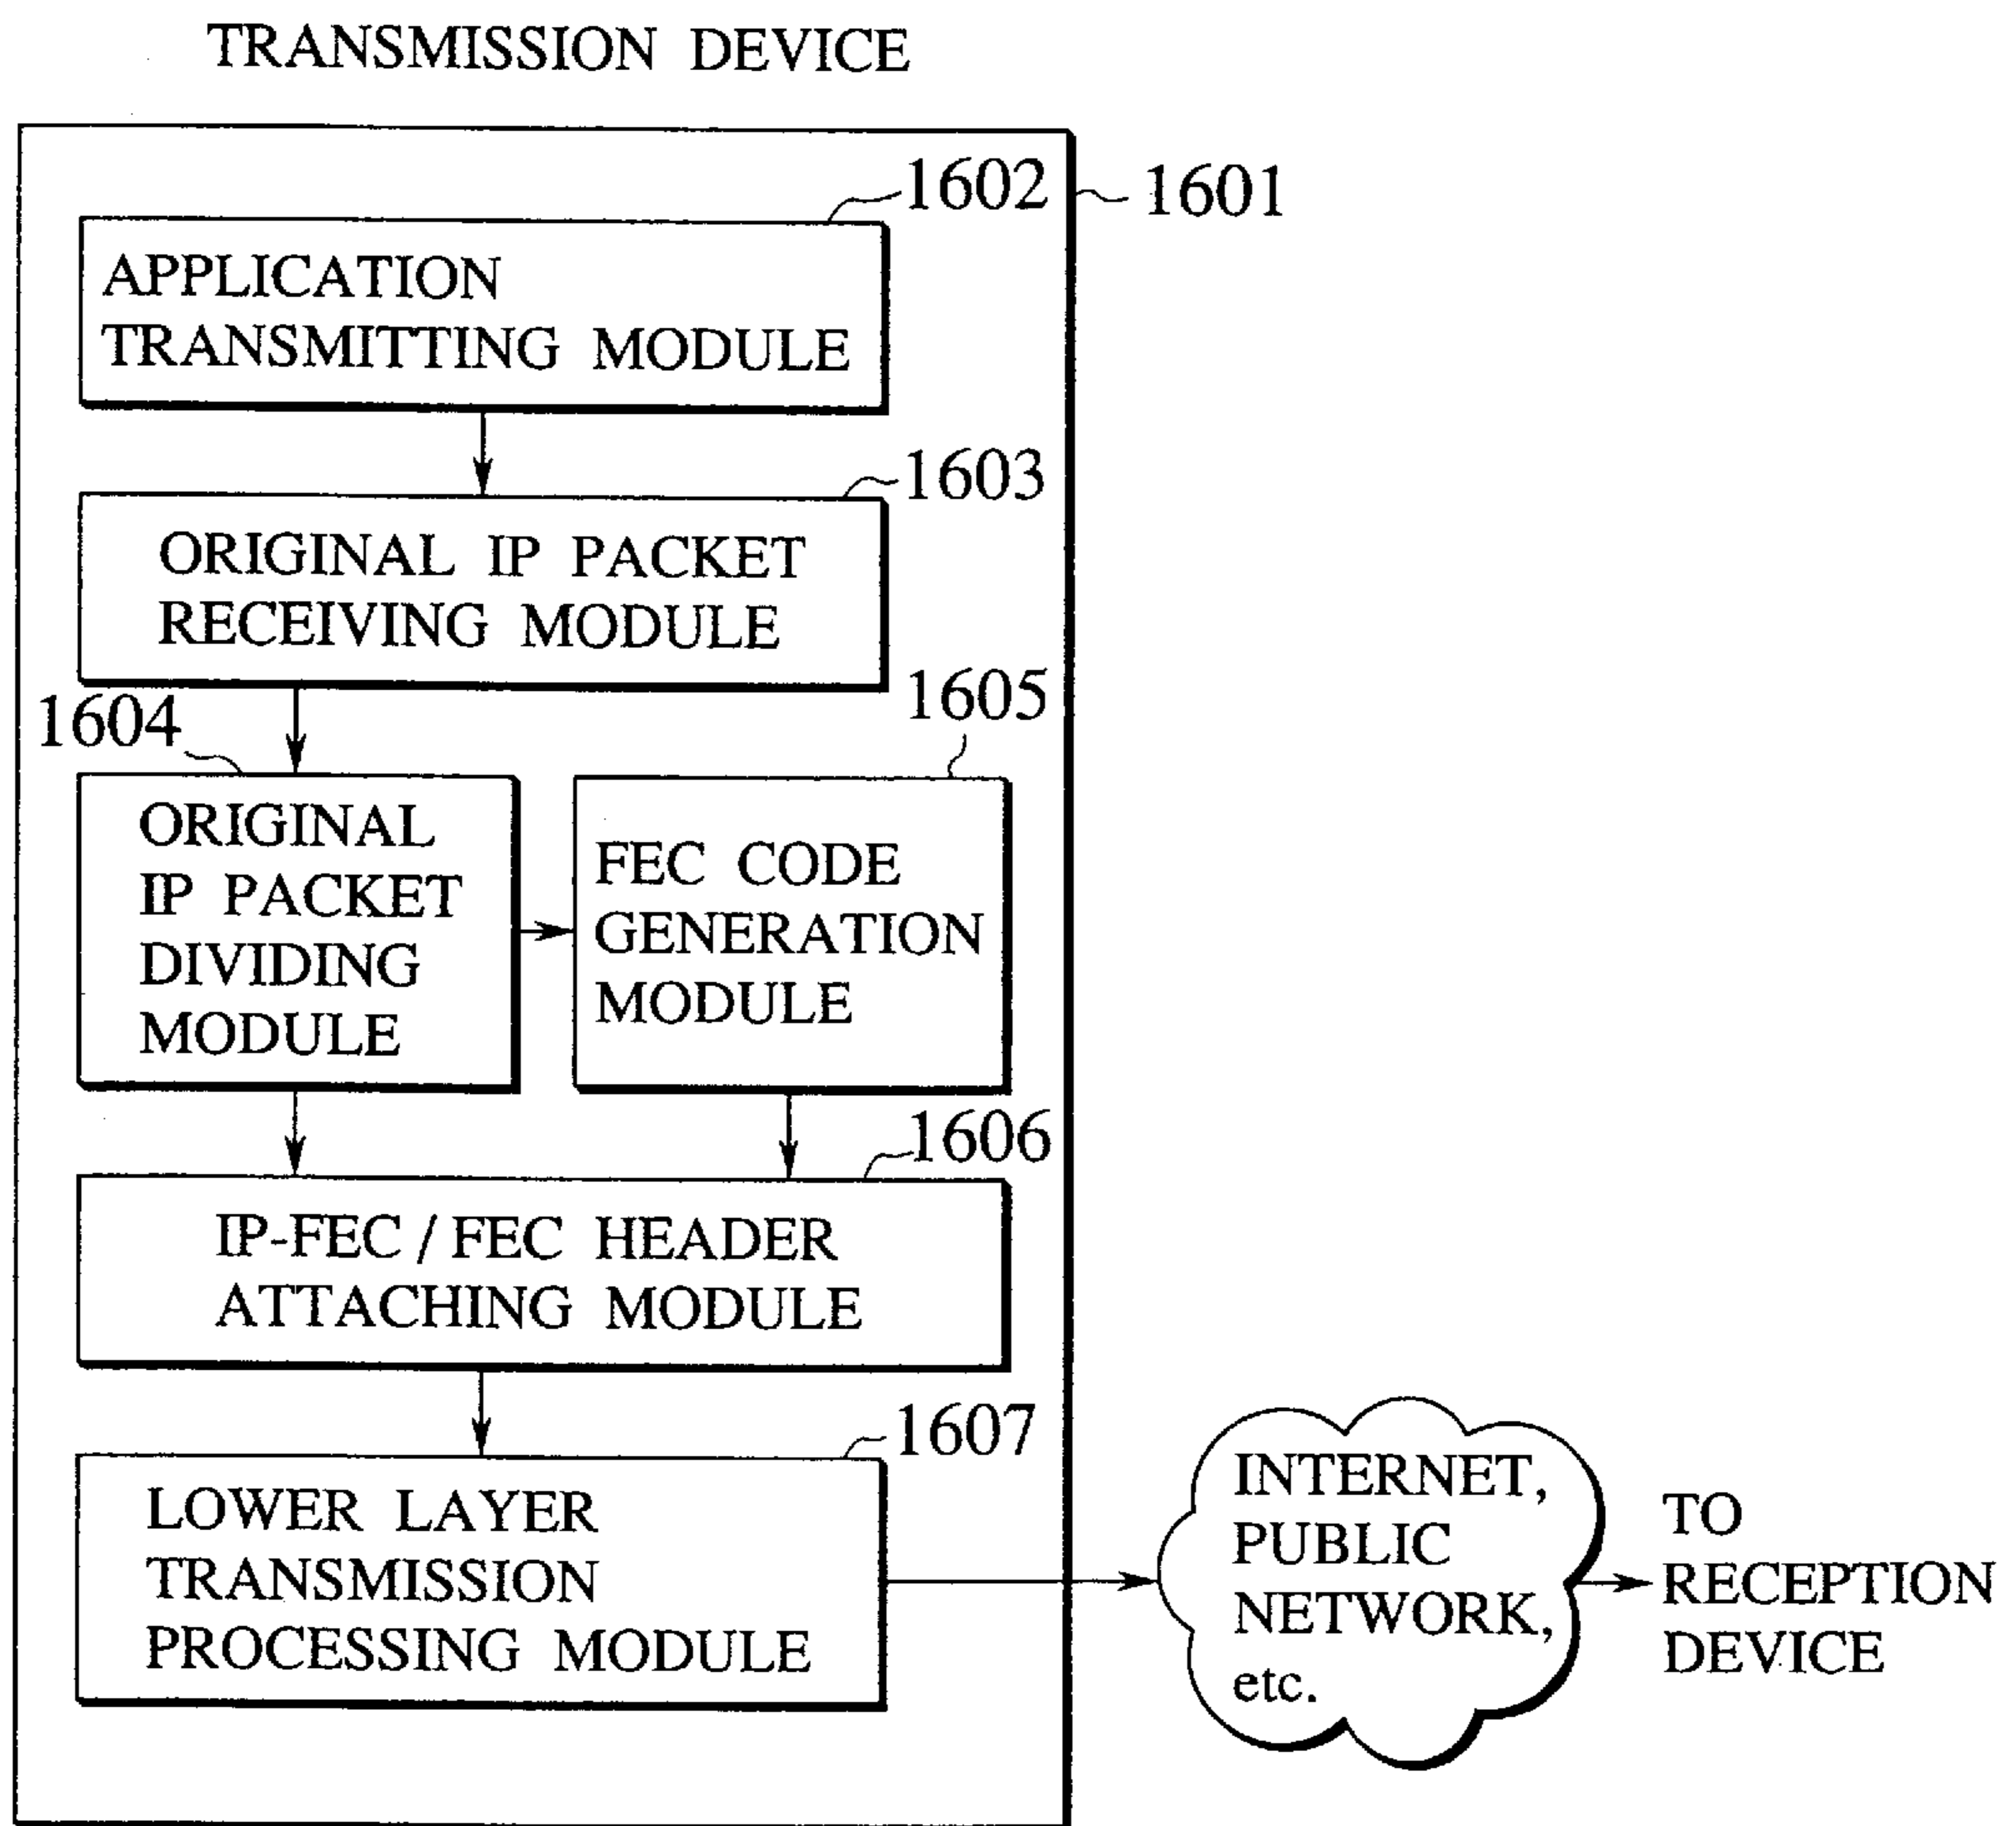 TRANSMISSION DEVICE
1602
1601
APPLICATION
TRANSMITTING MODULE
1603
ORIGINAL IP PACKET
RECEIVING MODULE
1604
1605
ORIGINAL
IP PACKET
DIVIDING
MODULE
FEC CODE
GENERATION
MODULE
1606
IP-FEC / FEC HEADER
ATTACHING MODULE
1607
LOWER LAYER
TRANSMISSION
PROCESSING MODULE
INTERNET,
PUBLIC
NETWORK,
etc.
TO
RECEPTION
DEVICE